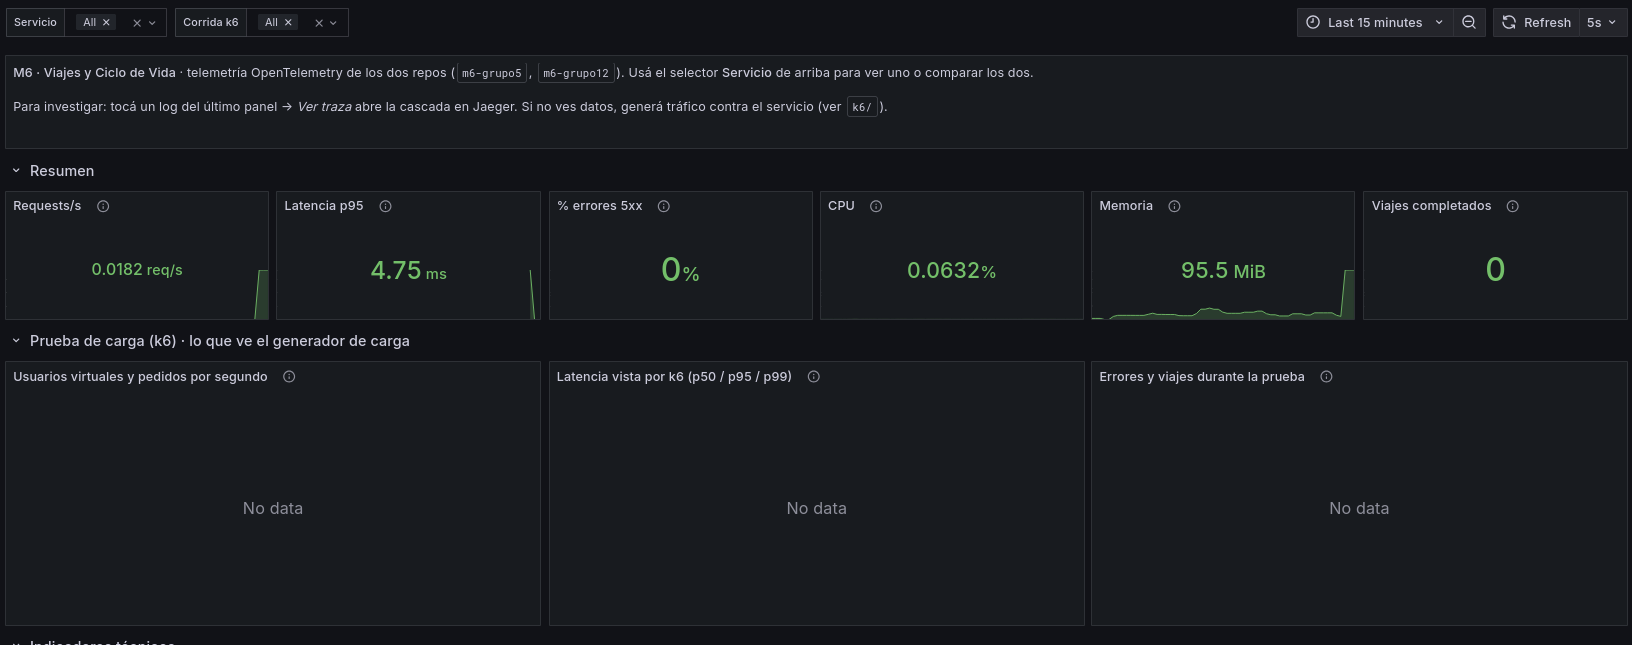 Servicio All × × Corrida k6 All × × Last 15 minutes Refresh 5s
M6 · Viajes y Ciclo de Vida · telemetría OpenTelemetry de los dos repos ( m6-grupo5 , m6-grupo12 ). Usá el selector Servicio de arriba para ver uno o comparar los dos.
Para investigar: tocá un log del último panel → Ver traza abre la cascada en Jaeger. Si no ves datos, generá tráfico contra el servicio (ver k6/ ).
Resumen
Requests/s
0.0182 req/s
Latencia p95
4.75 ms
% errores 5xx
0%
CPU
0.0632%
Memoria
95.5 MiB
Viajes completados
0
Prueba de carga (k6) · lo que ve el generador de carga
Usuarios virtuales y pedidos por segundo
No data
Latencia vista por k6 (p50 / p95 / p99)
No data
Errores y viajes durante la prueba
No data
Indicadores técnicos